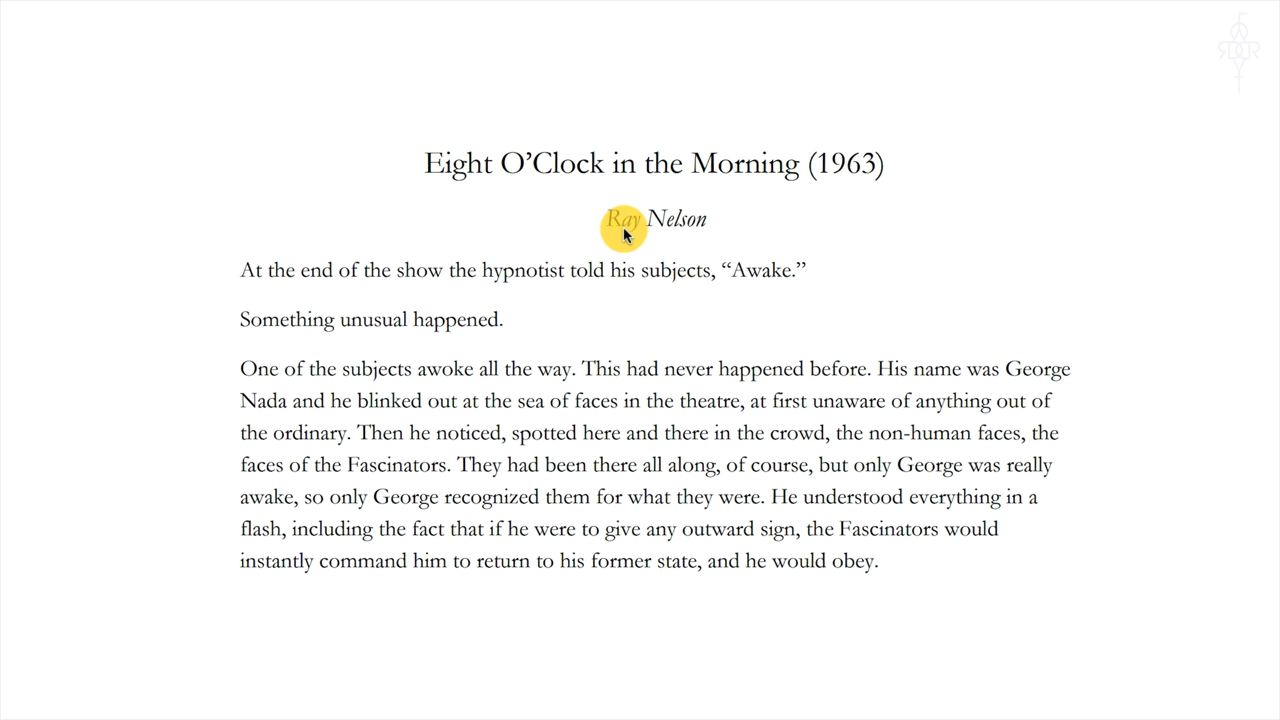 Eight O’Clock in the Morning (1963)
Ray Nelson
At the end of the show the hypnotist told his subjects, “Awake.”
Something unusual happened.
One of the subjects awoke all the way. This had never happened before. His name was George
Nada and he blinked out at the sea of faces in the theatre, at first unaware of anything out of
the ordinary. Then he noticed, spotted here and there in the crowd, the non-human faces, the
faces of the Fascinators. They had been there all along, of course, but only George was really
awake, so only George recognized them for what they were. He understood everything in a
flash, including the fact that if he were to give any outward sign, the Fascinators would
instantly command him to return to his former state, and he would obey.